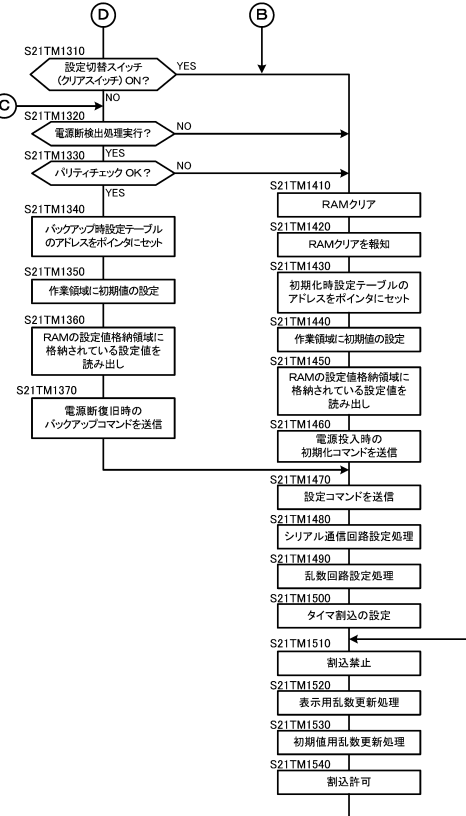 D
B
S21TM1310
設定切替スイッチ
(クリアスイッチ) ON?
YES
NO
C
S21TM1320
電源断検出処理実行?
NO
YES
S21TM1330
パリティチェック OK?
NO
YES
S21TM1340
バックアップ時設定テーブル
のアドレスをポインタにセット
S21TM1350
作業領域に初期値の設定
S21TM1360
RAMの設定値格納領域に
格納されている設定値を
読み出し
S21TM1370
電源断復旧時の
バックアップコマンドを送信
S21TM1410
RAMクリア
S21TM1420
RAMクリアを報知
S21TM1430
初期化時設定テーブルの
アドレスをポインタにセット
S21TM1440
作業領域に初期値の設定
S21TM1450
RAMの設定値格納領域に
格納されている設定値を
読み出し
S21TM1460
電源投入時の
初期化コマンドを送信
S21TM1470
設定コマンドを送信
S21TM1480
シリアル通信回路設定処理
S21TM1490
乱数回路設定処理
S21TM1500
タイマ割込の設定
S21TM1510
割込禁止
S21TM1520
表示用乱数更新処理
S21TM1530
初期値用乱数更新処理
S21TM1540
割込許可